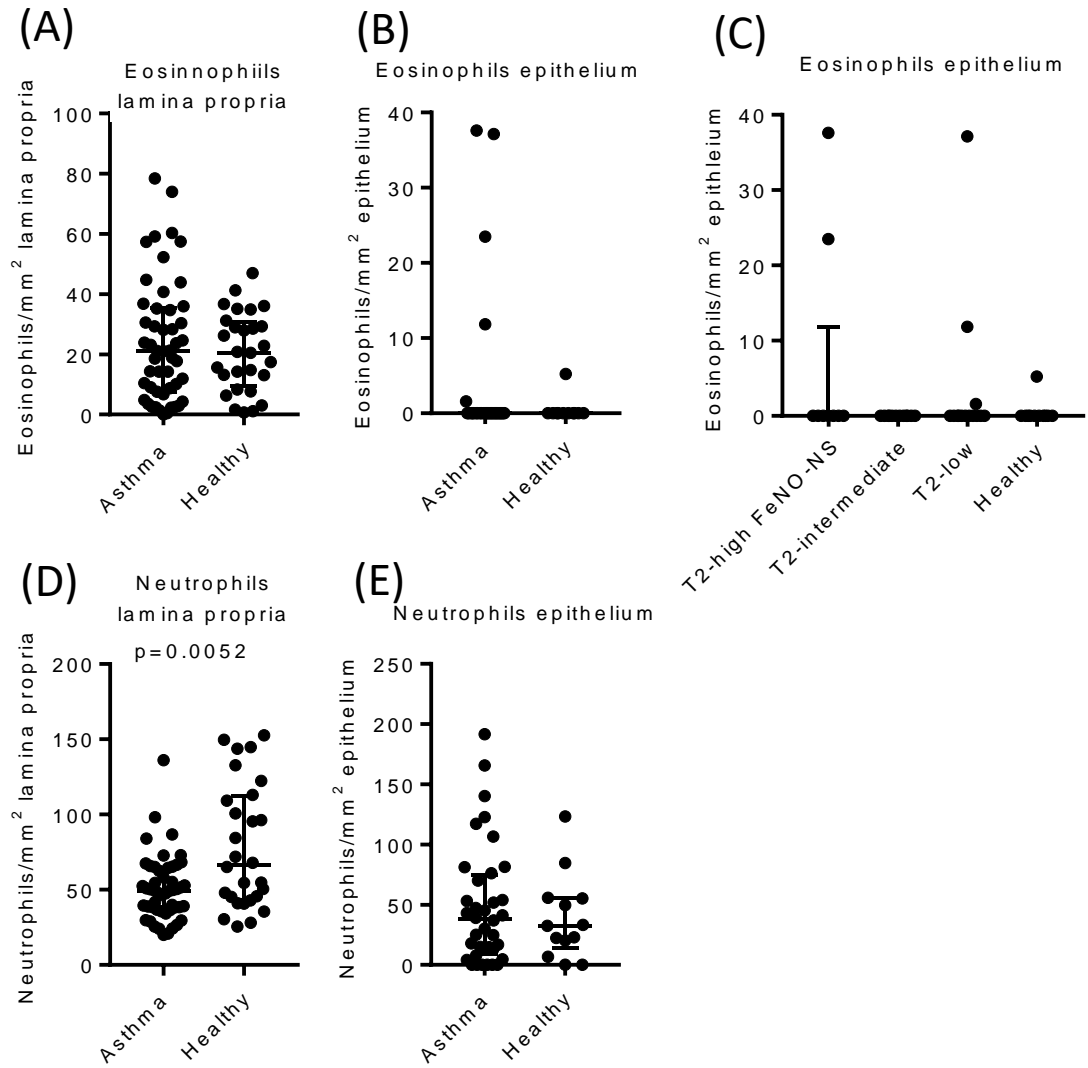 (A)
Eosinnophiils
lamina propria
Eosinophils/mm² lamina propria
100
80
60
40
20
0
Asthma
Healthy
(B)
Eosinophils epithelium
Eosinophils/mm² epithelium
40
30
20
10
0
Asthma
Healthy
(C)
Eosinophils epithelium
Eosinophils/mm² epithleium
40
30
20
10
0
T2-high FeNO-NS
T2-intermediate
T2-low
Healthy
(D)
Neutrophils
lamina propria
p=0.0052
Neutrophils/mm² lamina propria
200
150
100
50
0
Asthma
Healthy
(E)
Neutrophils epithelium
Neutrophils/mm² epithelium
250
200
150
100
50
0
Asthma
Healthy